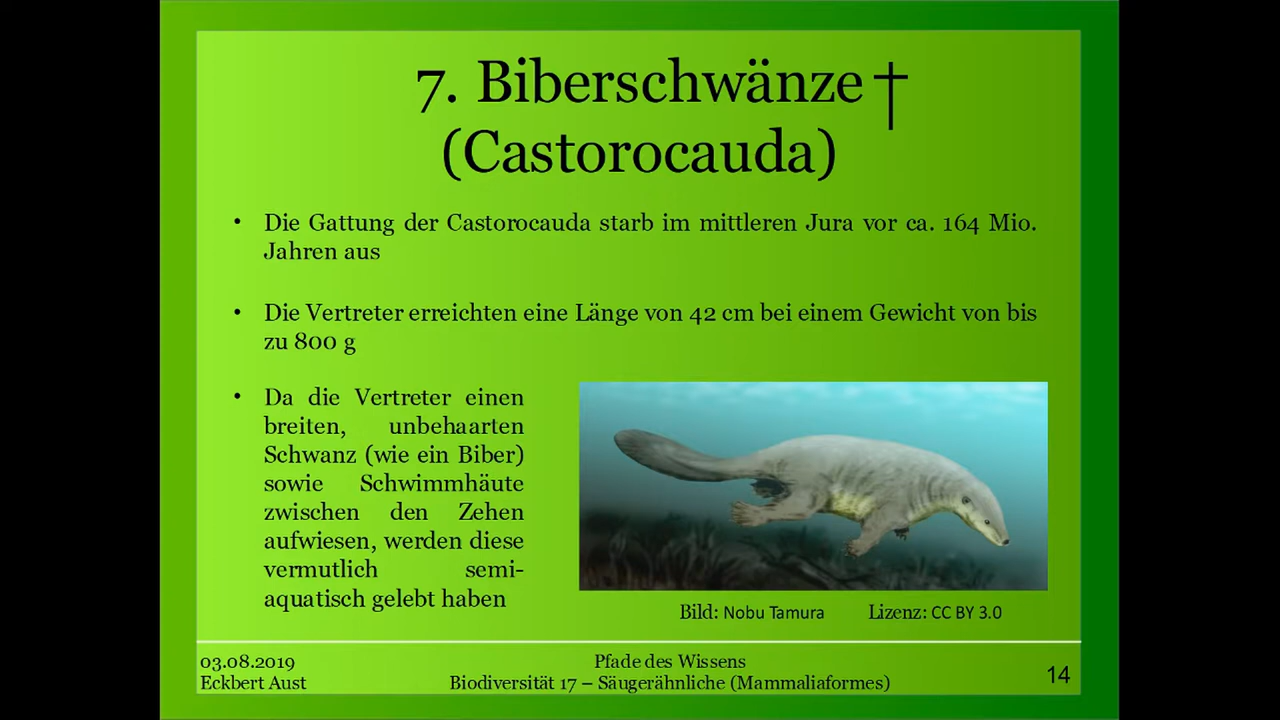 7. Biberschwänze †
(Castorocauda)
• Die Gattung der Castorocauda starb im mittleren Jura vor ca. 164 Mio.
Jahren aus
• Die Vertreter erreichten eine Länge von 42 cm bei einem Gewicht von bis
zu 800 g
• Da die Vertreter einen
breiten, unbehaarten
Schwanz (wie ein Biber)
sowie Schwimmhäute
zwischen den Zehen
aufwiesen, werden diese
vermutlich semi-
aquatisch gelebt haben
Bild: Nobu Tamura Lizenz: CC BY 3.0
03.08.2019
Eckbert Aust
Pfade des Wissens
Biodiversität 17 – Säugerähnliche (Mammaliaformes)
14